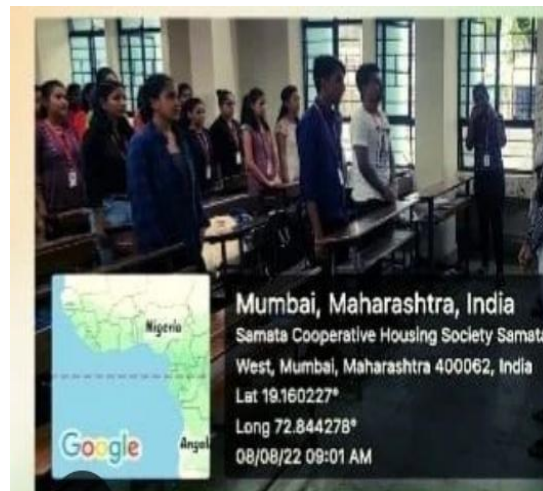 Nigeria
Angol
Google
Mumbai, Maharashtra, India
Samata Cooperative Housing Society Samata
West, Mumbai, Maharashtra 400062, India
Lat 19.160227°
Long 72.844278°
08/08/22 09:01 AM